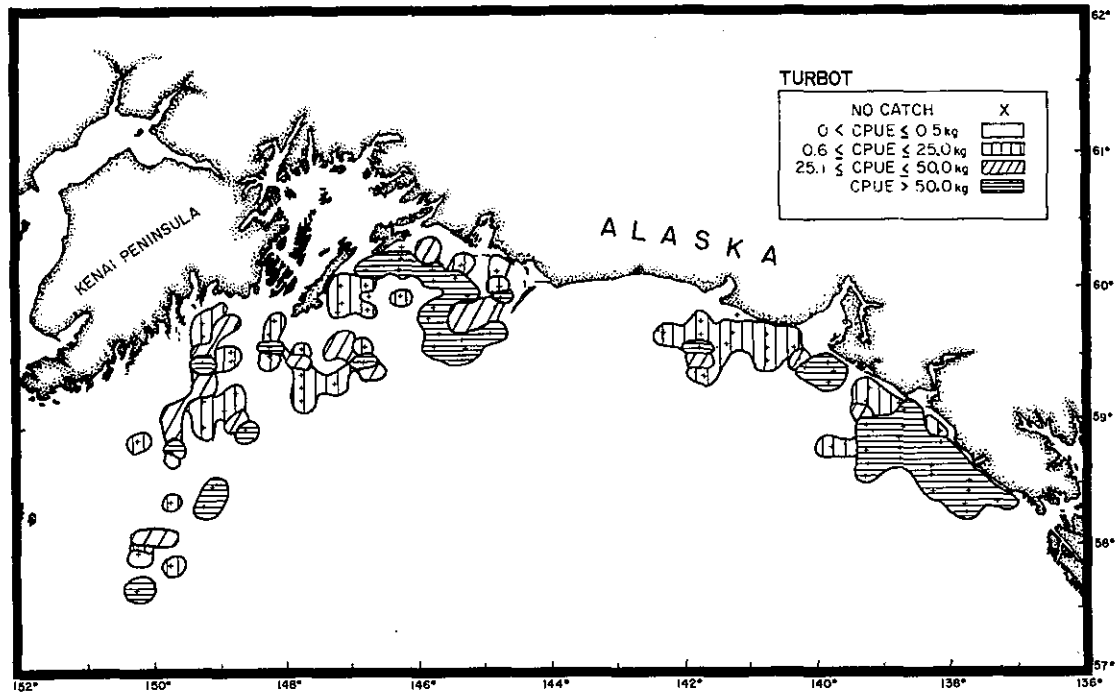 62°
TURBOT
NO CATCH X
0 < CPUE ≤ 0.5 kg
0.6 ≤ CPUE ≤ 25.0 kg
25.1 ≤ CPUE ≤ 50.0 kg
CPUE > 50.0 kg
61°
KENAI PENINSULA
ALASKA
60°
59°
58°
57°
152° 150° 148° 146° 144° 142° 140° 138° 136°